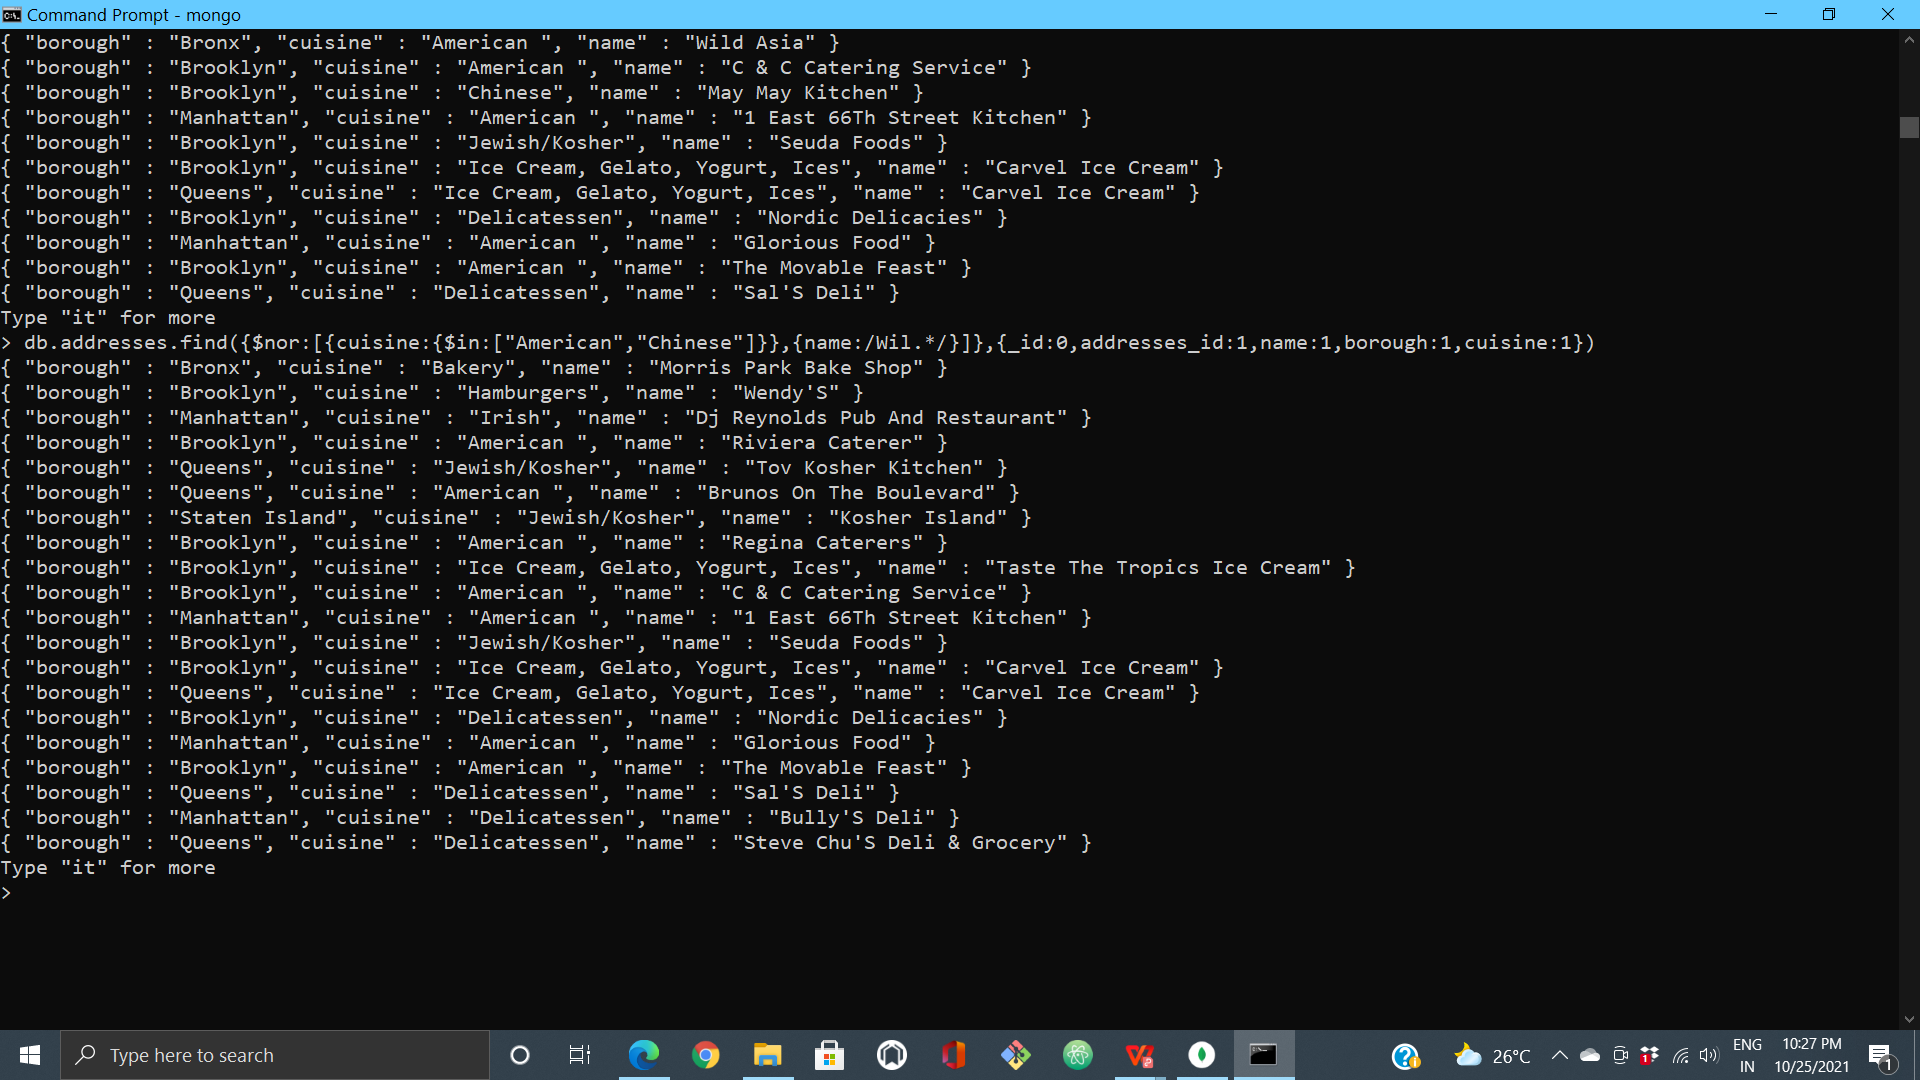 Command Prompt - mongo
{ "borough" : "Bronx", "cuisine" : "American ", "name" : "Wild Asia" }
{ "borough" : "Brooklyn", "cuisine" : "American ", "name" : "C & C Catering Service" }
{ "borough" : "Brooklyn", "cuisine" : "Chinese", "name" : "May May Kitchen" }
{ "borough" : "Manhattan", "cuisine" : "American ", "name" : "1 East 66Th Street Kitchen" }
{ "borough" : "Brooklyn", "cuisine" : "Jewish/Kosher", "name" : "Seuda Foods" }
{ "borough" : "Brooklyn", "cuisine" : "Ice Cream, Gelato, Yogurt, Ices", "name" : "Carvel Ice Cream" }
{ "borough" : "Queens", "cuisine" : "Ice Cream, Gelato, Yogurt, Ices", "name" : "Carvel Ice Cream" }
{ "borough" : "Brooklyn", "cuisine" : "Delicatessen", "name" : "Nordic Delicacies" }
{ "borough" : "Manhattan", "cuisine" : "American ", "name" : "Glorious Food" }
{ "borough" : "Brooklyn", "cuisine" : "American ", "name" : "The Movable Feast" }
{ "borough" : "Queens", "cuisine" : "Delicatessen", "name" : "Sal'S Deli" }
Type "it" for more
> db.addresses.find({$nor:[{cuisine:{$in:["American","Chinese"]}},{name:/Wil.*/}]},{_id:0,addresses_id:1,name:1,borough:1,cuisine:1})
{ "borough" : "Bronx", "cuisine" : "Bakery", "name" : "Morris Park Bake Shop" }
{ "borough" : "Brooklyn", "cuisine" : "Hamburgers", "name" : "Wendy'S" }
{ "borough" : "Manhattan", "cuisine" : "Irish", "name" : "Dj Reynolds Pub And Restaurant" }
{ "borough" : "Brooklyn", "cuisine" : "American ", "name" : "Riviera Caterer" }
{ "borough" : "Queens", "cuisine" : "Jewish/Kosher", "name" : "Tov Kosher Kitchen" }
{ "borough" : "Queens", "cuisine" : "American ", "name" : "Brunos On The Boulevard" }
{ "borough" : "Staten Island", "cuisine" : "Jewish/Kosher", "name" : "Kosher Island" }
{ "borough" : "Brooklyn", "cuisine" : "American ", "name" : "Regina Caterers" }
{ "borough" : "Brooklyn", "cuisine" : "Ice Cream, Gelato, Yogurt, Ices", "name" : "Taste The Tropics Ice Cream" }
{ "borough" : "Brooklyn", "cuisine" : "American ", "name" : "C & C Catering Service" }
{ "borough" : "Manhattan", "cuisine" : "American ", "name" : "1 East 66Th Street Kitchen" }
{ "borough" : "Brooklyn", "cuisine" : "Jewish/Kosher", "name" : "Seuda Foods" }
{ "borough" : "Brooklyn", "cuisine" : "Ice Cream, Gelato, Yogurt, Ices", "name" : "Carvel Ice Cream" }
{ "borough" : "Queens", "cuisine" : "Ice Cream, Gelato, Yogurt, Ices", "name" : "Carvel Ice Cream" }
{ "borough" : "Brooklyn", "cuisine" : "Delicatessen", "name" : "Nordic Delicacies" }
{ "borough" : "Manhattan", "cuisine" : "American ", "name" : "Glorious Food" }
{ "borough" : "Brooklyn", "cuisine" : "American ", "name" : "The Movable Feast" }
{ "borough" : "Queens", "cuisine" : "Delicatessen", "name" : "Sal'S Deli" }
{ "borough" : "Manhattan", "cuisine" : "Delicatessen", "name" : "Bully'S Deli" }
{ "borough" : "Queens", "cuisine" : "Delicatessen", "name" : "Steve Chu'S Deli & Grocery" }
Type "it" for more
>
Type here to search
26°C
1
ENG
IN
10:27 PM
10/25/2021
1